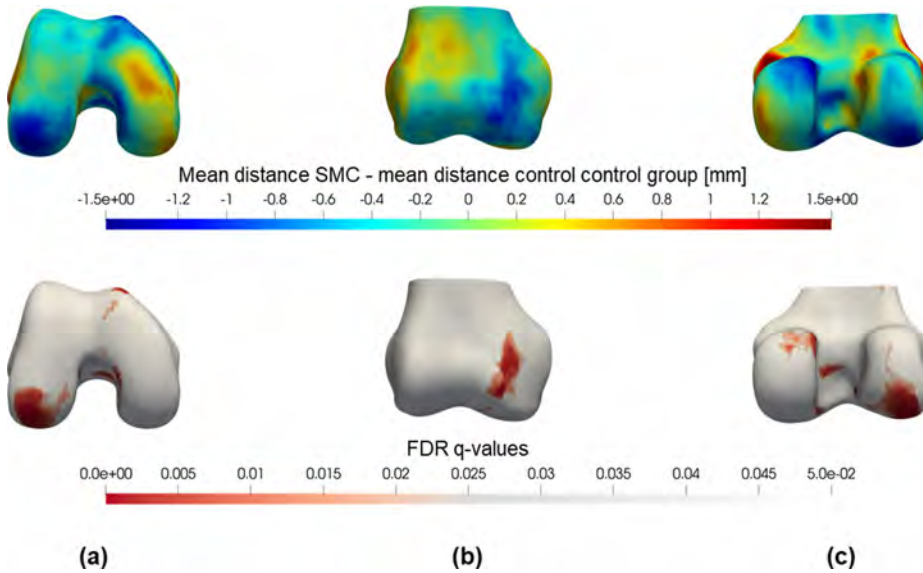 Mean distance SMC - mean distance control control group [mm]
-1.5e+00 -1.2 -1 -0.8 -0.6 -0.4 -0.2 0 0.2 0.4 0.6 0.8 1 1.2 1.5e+00
FDR q-values
0.0e+00 0.005 0.01 0.015 0.02 0.025 0.03 0.035 0.04 0.045 5.0e-02
(a) (b) (c)